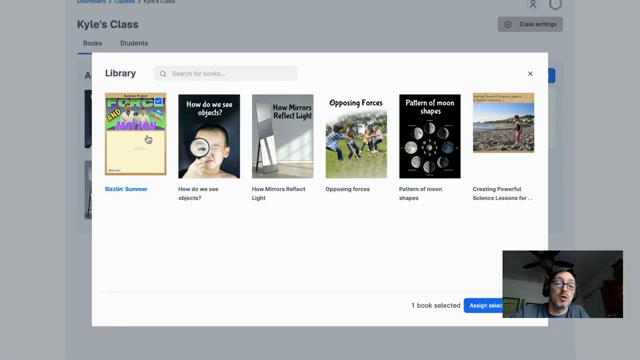 Dashboard > Classes > Kyle's Class
Kyle's Class
Class settings
Books
Students
Library
Search for books...
FORCE
AND
MOTION
How do we see
objects?
How Mirrors
Reflect Light
Opposing Forces
Pattern of moon
shapes
Sizzlin' Summer
How do we see
objects?
How Mirrors Reflect
Light
Opposing forces
Pattern of moon
shapes
Creating Powerful
Science Lessons for ..
1 book selected
Assign selec